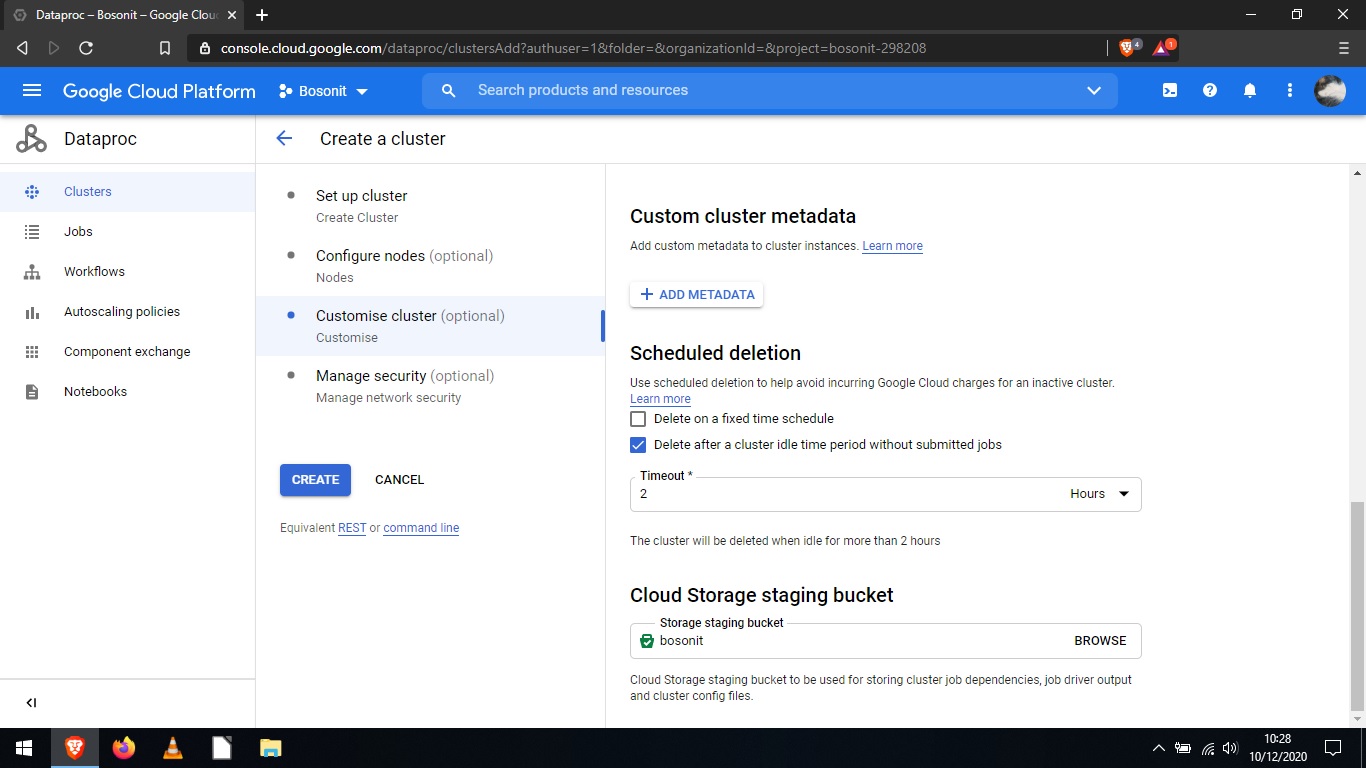 Dataproc – Bosonit – Google Clou
console.cloud.google.com/dataproc/clustersAdd?authuser=1&folder=&organizationId=&project=bosonit-298208
4
1
Google Cloud Platform
Bosonit
Search products and resources
Dataproc
Create a cluster
Clusters
Jobs
Workflows
Autoscaling policies
Component exchange
Notebooks
Set up cluster
Create Cluster
Configure nodes (optional)
Nodes
Customise cluster (optional)
Customise
Manage security (optional)
Manage network security
CREATE
CANCEL
Equivalent REST or command line
Custom cluster metadata
Add custom metadata to cluster instances. Learn more
ADD METADATA
Scheduled deletion
Use scheduled deletion to help avoid incurring Google Cloud charges for an inactive cluster.
Learn more
Delete on a fixed time schedule
Delete after a cluster idle time period without submitted jobs
Timeout *
2
Hours
The cluster will be deleted when idle for more than 2 hours
Cloud Storage staging bucket
Storage staging bucket
bosonit
BROWSE
Cloud Storage staging bucket to be used for storing cluster job dependencies, job driver output
and cluster config files.
10:28
10/12/2020